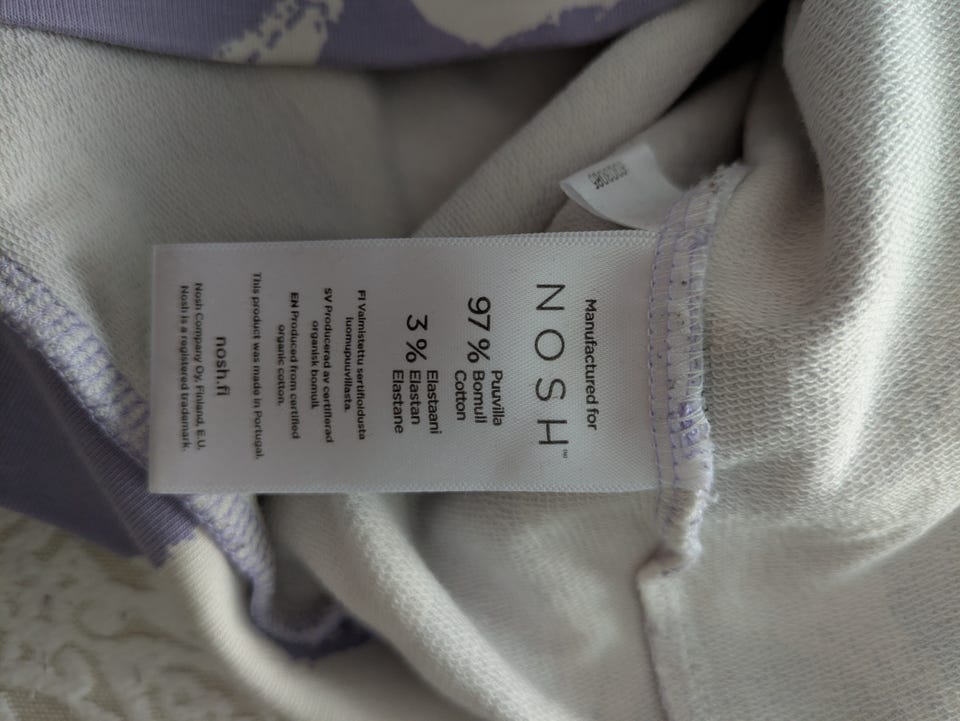 Manufactured for
NOSH™
97 % Puuvilla
Bomull
Cotton
3 % Elastaani
Elastan
Elastane
FI Valmistettu sertifioidusta
luomupuuvillasta.
SV Producerad av certifierad
organisk bomull.
EN Produced from certified
organic cotton.
This product was made in Portugal.
nosh.fi
Nosh Company Oy, Finland, E.U.
Nosh is a registered trademark.